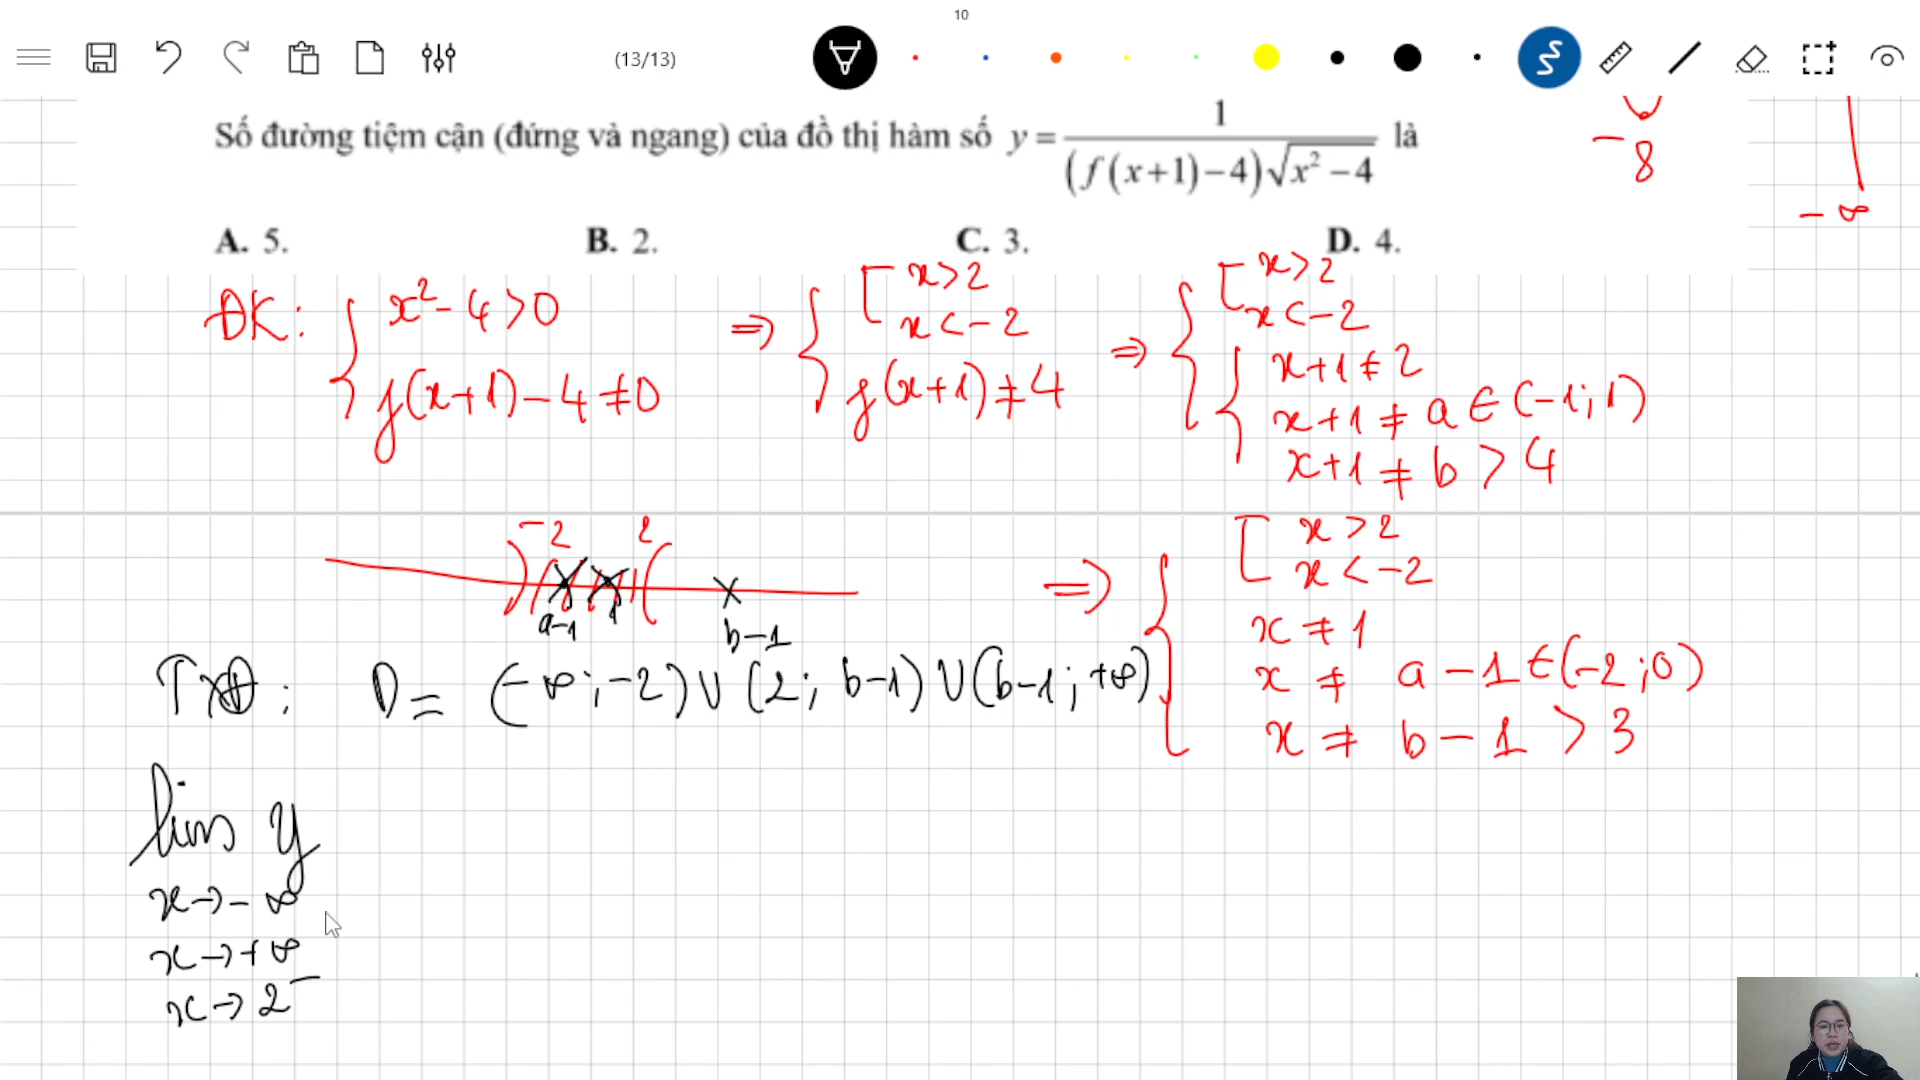 10
(13/13)
Số đường tiệm cận (đứng và ngang) của đồ thị hàm số y = 1 / ((f(x+1)−4)√(x²−4)) là
−8
−∞
A. 5. B. 2. C. 3. D. 4.
ĐK: { x² − 4 > 0
f(x+1) − 4 ≠ 0
⇒ { [ x > 2
x < −2
f(x+1) ≠ 4
⇒ { [ x > 2
x < −2
{ x+1 ≠ 2
x+1 ≠ a ∈ (−1; 1)
x+1 ≠ b > 4
−2 2
a−1 1 b−1
⇒ { [ x > 2
x < −2
x ≠ 1
x ≠ a − 1 ∈ (−2; 0)
x ≠ b − 1 > 3
TXĐ: D = (−∞; −2) ∪ (2; b−1) ∪ (b−1; +∞)
lim y
x → −∞
x → +∞
x → 2⁻